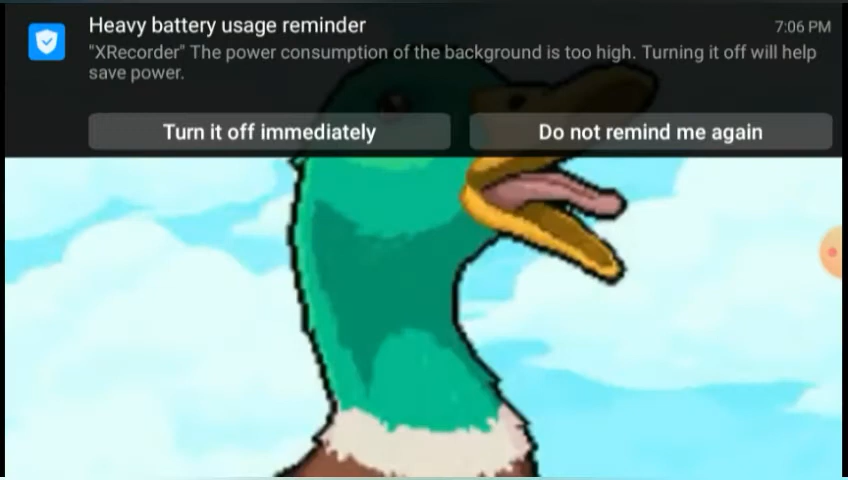 Heavy battery usage reminder
7:06 PM
"XRecorder" The power consumption of the background is too high. Turning it off will help
save power.
Turn it off immediately
Do not remind me again